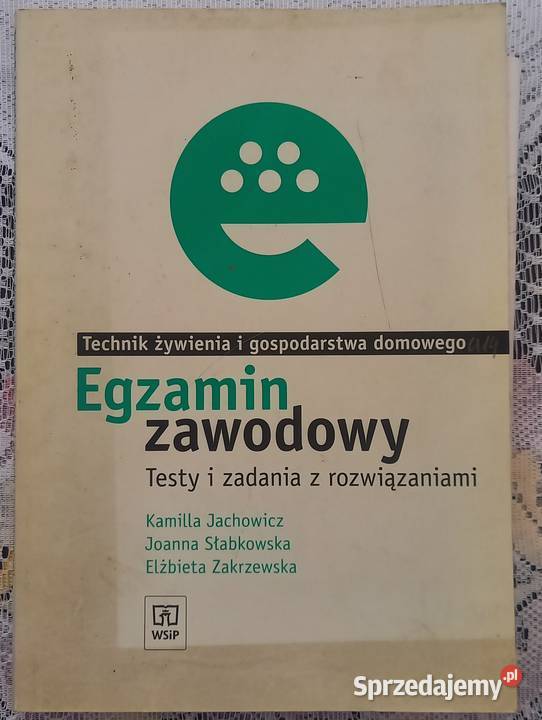 Technik żywienia i gospodarstwa domowego
Egzamin
zawodowy
Testy i zadania z rozwiązaniami
Kamilla Jachowicz
Joanna Słabkowska
Elżbieta Zakrzewska
WSiP
Sprzedajemy.pl